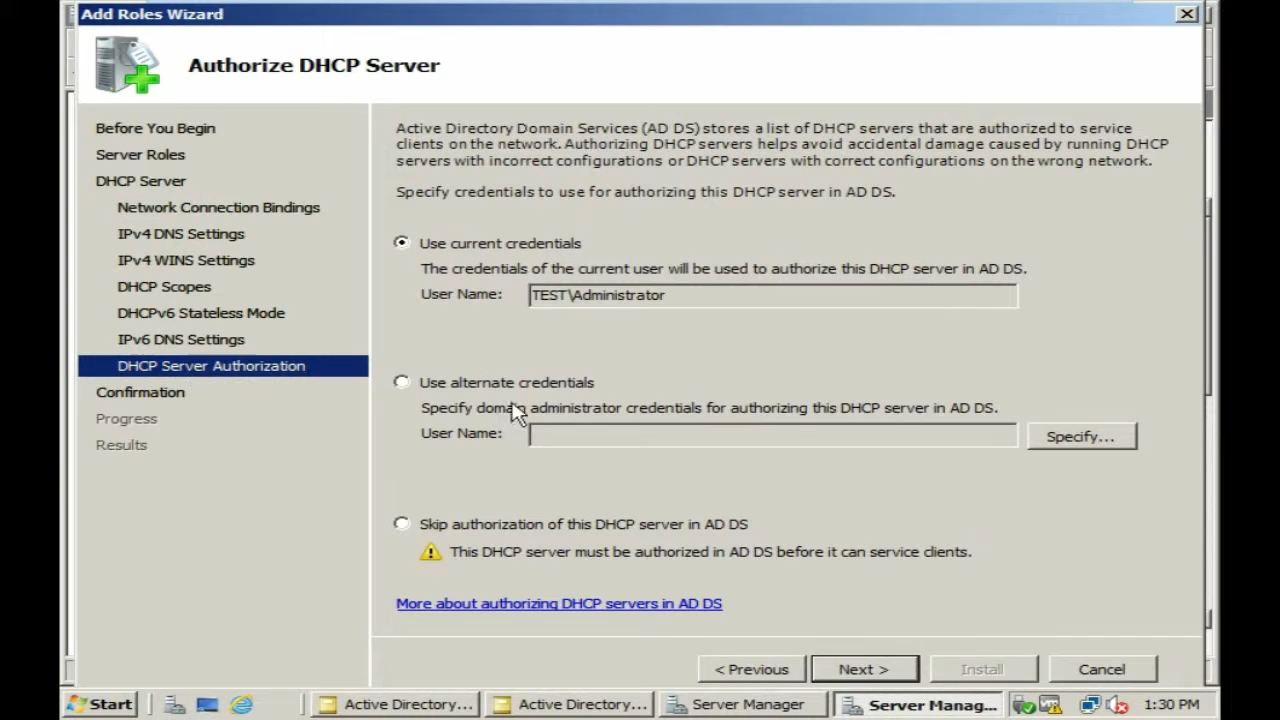 Add Roles Wizard
Authorize DHCP Server
Before You Begin
Server Roles
DHCP Server
Network Connection Bindings
IPv4 DNS Settings
IPv4 WINS Settings
DHCP Scopes
DHCPv6 Stateless Mode
IPv6 DNS Settings
DHCP Server Authorization
Confirmation
Progress
Results
Active Directory Domain Services (AD DS) stores a list of DHCP servers that are authorized to service
clients on the network. Authorizing DHCP servers helps avoid accidental damage caused by running DHCP
servers with incorrect configurations or DHCP servers with correct configurations on the wrong network.
Specify credentials to use for authorizing this DHCP server in AD DS.
Use current credentials
The credentials of the current user will be used to authorize this DHCP server in AD DS.
User Name: TEST\Administrator
Use alternate credentials
Specify domain administrator credentials for authorizing this DHCP server in AD DS.
User Name: Specify...
Skip authorization of this DHCP server in AD DS
This DHCP server must be authorized in AD DS before it can service clients.
More about authorizing DHCP servers in AD DS
< Previous Next > Install Cancel
Start Active Directory... Active Directory... Server Manager Server Manag... 1:30 PM